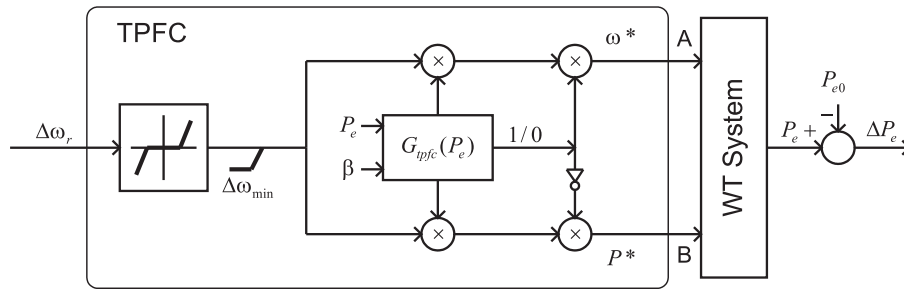 TPFC
ω*
A
× ×
P_e0
−
Δω_r
P_e
G_tpfc(P_e)
1/0
WT System
P_e +
ΔP_e
β
Δω_min
× ×
P*
B